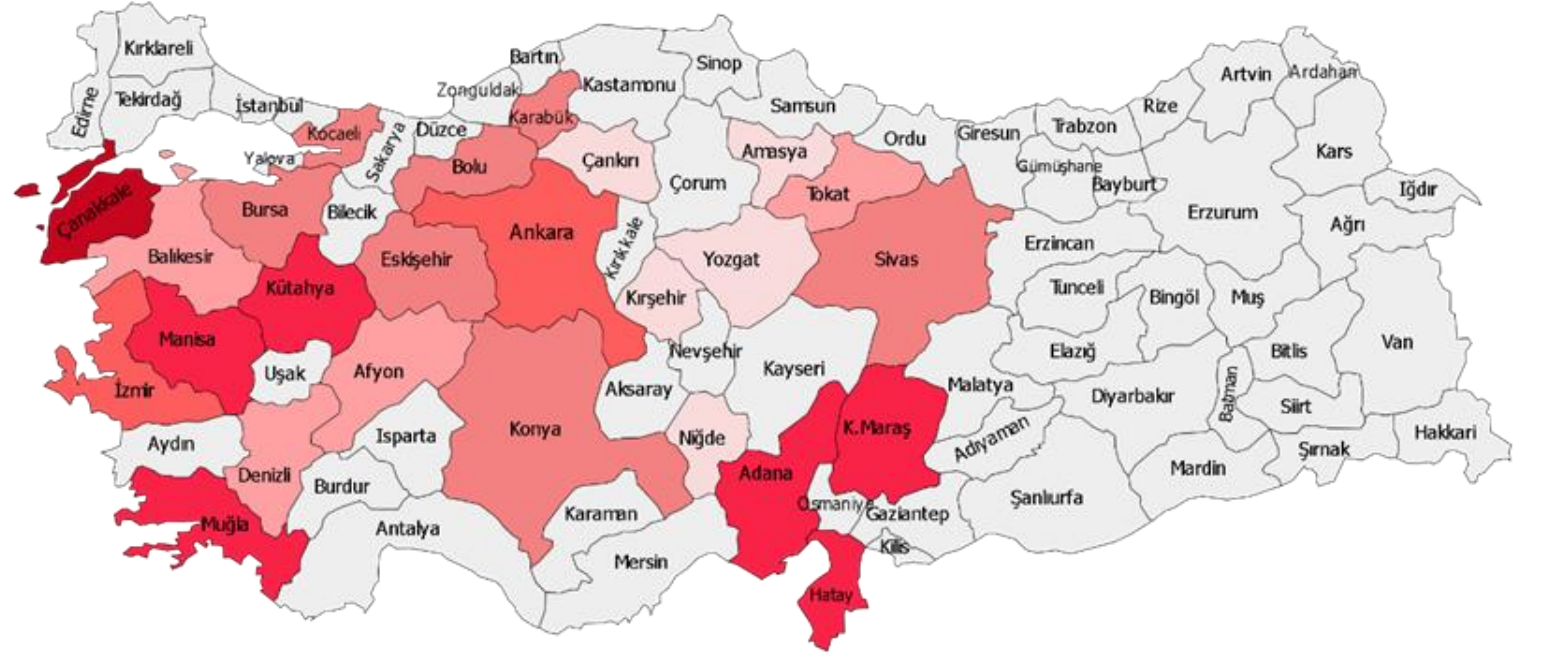 Kırklareli
Edirne
Tekirdağ
İstanbul
Kocaeli
Yalova
Sakarya
Düzce
Zonguldak
Bartın
Karabük
Kastamonu
Sinop
Samsun
Ordu
Giresun
Trabzon
Rize
Artvin
Ardahan
Çanakkale
Balıkesir
Bursa
Bilecik
Bolu
Çankırı
Çorum
Amasya
Tokat
Gümüşhane
Bayburt
Erzurum
Kars
Iğdır
Ağrı
Kütahya
Eskişehir
Ankara
Kırıkkale
Kırşehir
Yozgat
Sivas
Erzincan
Tunceli
Bingöl
Muş
Bitlis
Van
Manisa
İzmir
Uşak
Afyon
Konya
Aksaray
Nevşehir
Kayseri
Malatya
Elazığ
Diyarbakır
Batman
Siirt
Şırnak
Hakkari
Aydın
Denizli
Muğla
Burdur
Isparta
Antalya
Karaman
Niğde
Mersin
Adana
K.Maraş
Osmaniye
Gaziantep
Kilis
Hatay
Adıyaman
Şanlıurfa
Mardin